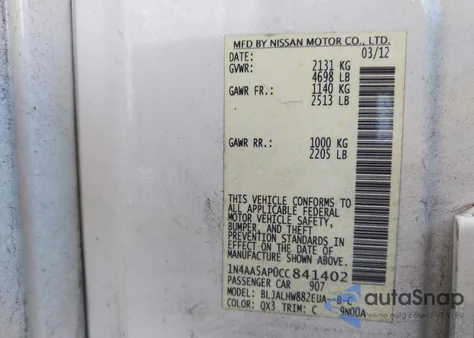 MFD BY NISSAN MOTOR CO., LTD.
DATE: 03/12
GVWR: 2131 KG
4698 LB
GAWR FR.: 1140 KG
2513 LB
GAWR RR.: 1000 KG
2205 LB
THIS VEHICLE CONFORMS TO
ALL APPLICABLE FEDERAL
MOTOR VEHICLE SAFETY,
BUMPER, AND THEFT
PREVENTION STANDARDS IN
EFFECT ON THE DATE OF
MANUFACTURE SHOWN ABOVE.
1N4AA5AP0CC841402
PASSENGER CAR 907
MODEL: BLJALHW882EUA--B-C
COLOR: QX3 TRIM: C 9N00A
autoSnap